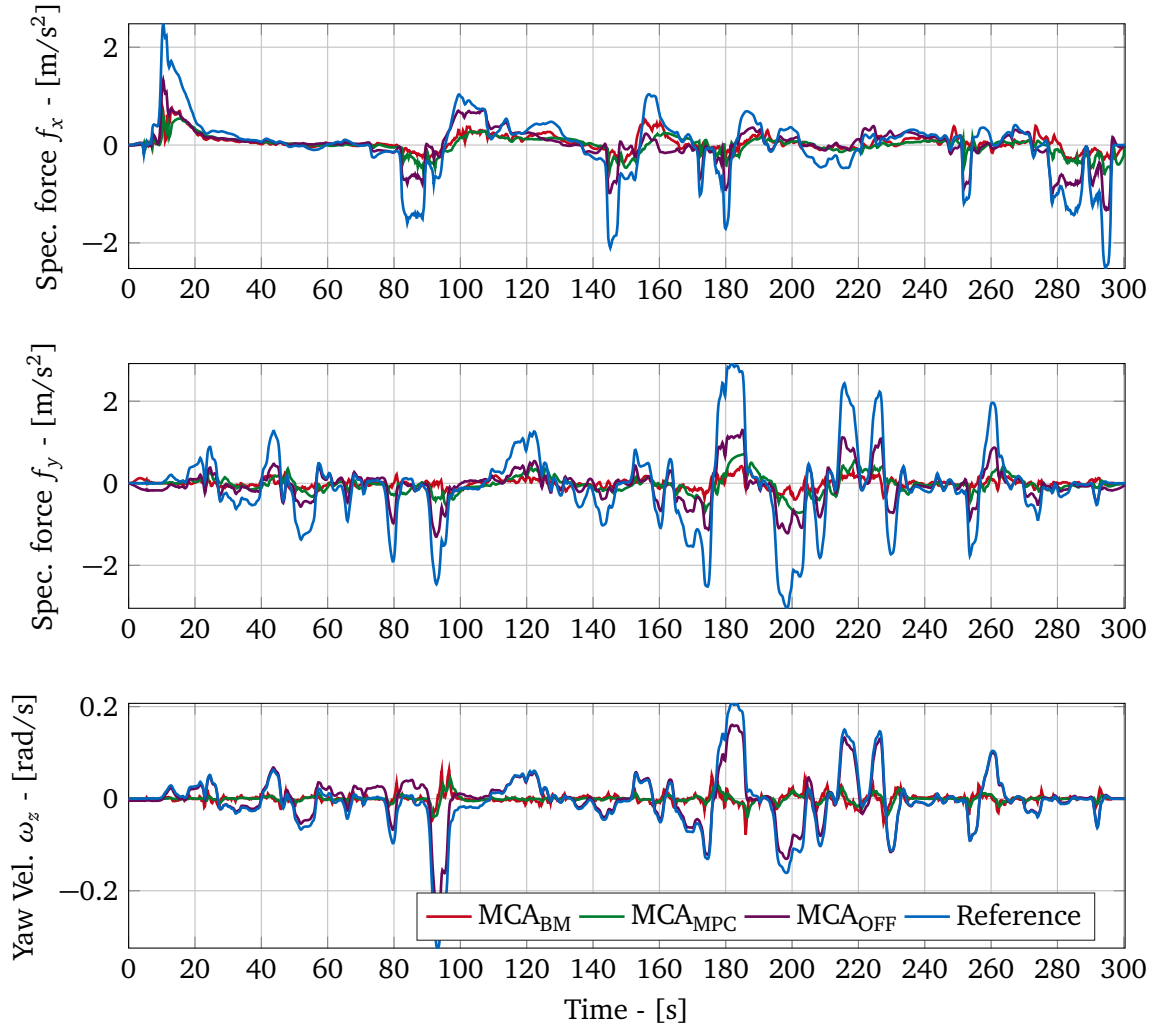 Spec. force f_x - [m/s²]
2
0
−2
0 20 40 60 80 100 120 140 160 180 200 220 240 260 280 300
Spec. force f_y - [m/s²]
2
0
−2
0 20 40 60 80 100 120 140 160 180 200 220 240 260 280 300
Yaw Vel. ω_z - [rad/s]
0.2
0
−0.2
MCA_BM MCA_MPC MCA_OFF Reference
0 20 40 60 80 100 120 140 160 180 200 220 240 260 280 300
Time - [s]